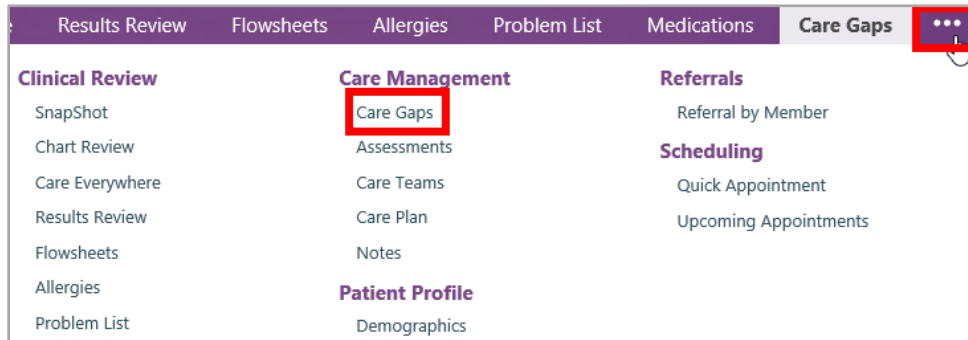 Results Review Flowsheets Allergies Problem List Medications Care Gaps •••
Clinical Review
SnapShot
Chart Review
Care Everywhere
Results Review
Flowsheets
Allergies
Problem List
Care Management
Care Gaps
Assessments
Care Teams
Care Plan
Notes
Patient Profile
Demographics
Referrals
Referral by Member
Scheduling
Quick Appointment
Upcoming Appointments